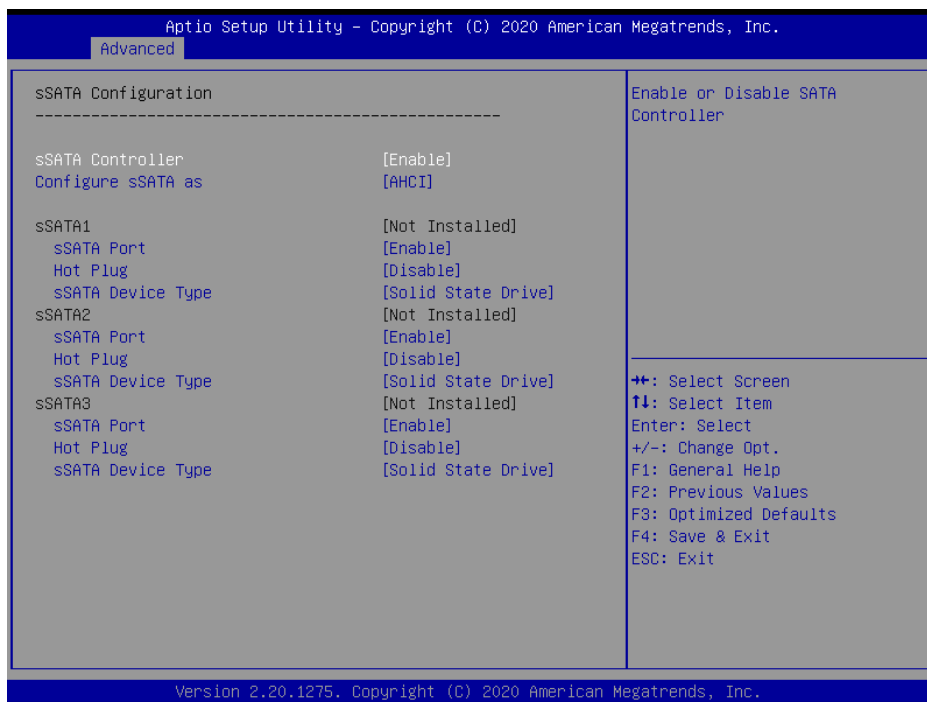 Aptio Setup Utility – Copyright (C) 2020 American Megatrends, Inc.
Advanced
sSATA Configuration
--------------------------------------------------
sSATA Controller [Enable]
Configure sSATA as [AHCI]
sSATA1 [Not Installed]
sSATA Port [Enable]
Hot Plug [Disable]
sSATA Device Type [Solid State Drive]
sSATA2 [Not Installed]
sSATA Port [Enable]
Hot Plug [Disable]
sSATA Device Type [Solid State Drive]
sSATA3 [Not Installed]
sSATA Port [Enable]
Hot Plug [Disable]
sSATA Device Type [Solid State Drive]
Enable or Disable SATA
Controller
→←: Select Screen
↑↓: Select Item
Enter: Select
+/-: Change Opt.
F1: General Help
F2: Previous Values
F3: Optimized Defaults
F4: Save & Exit
ESC: Exit
Version 2.20.1275. Copyright (C) 2020 American Megatrends, Inc.